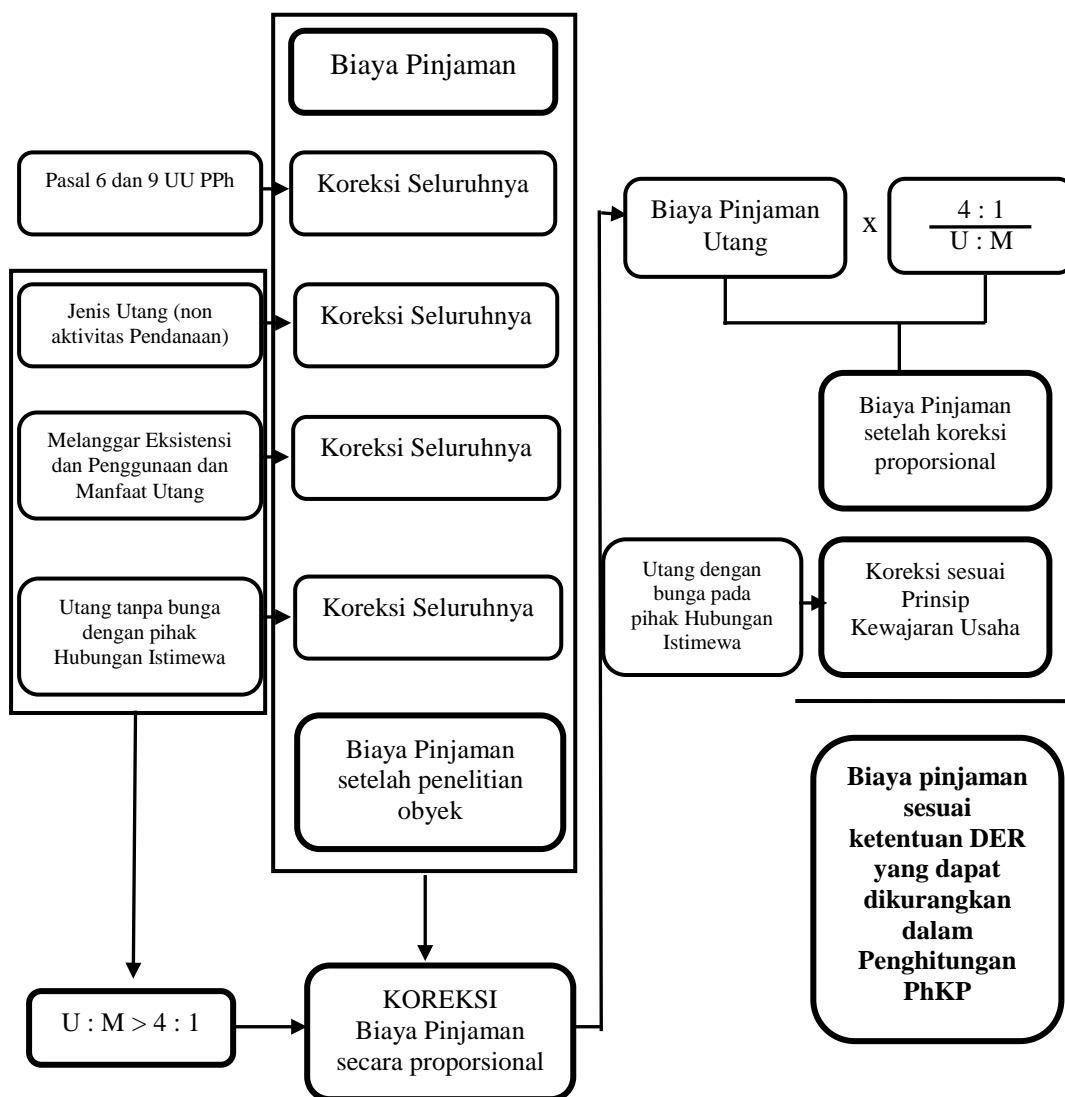 Biaya Pinjaman
Pasal 6 dan 9 UU PPh
Koreksi Seluruhnya
Jenis Utang (non
aktivitas Pendanaan)
Koreksi Seluruhnya
Melanggar Eksistensi
dan Penggunaan dan
Manfaat Utang
Koreksi Seluruhnya
Utang tanpa bunga
dengan pihak
Hubungan Istimewa
Koreksi Seluruhnya
Biaya Pinjaman
setelah penelitian
obyek
U : M > 4 : 1
KOREKSI
Biaya Pinjaman
secara proporsional
Biaya Pinjaman
Utang
x
4 : 1
U : M
Biaya Pinjaman
setelah koreksi
proporsional
Utang dengan
bunga pada
pihak Hubungan
Istimewa
Koreksi sesuai
Prinsip
Kewajaran Usaha
Biaya pinjaman
sesuai
ketentuan DER
yang dapat
dikurangkan
dalam
Penghitungan
PhKP